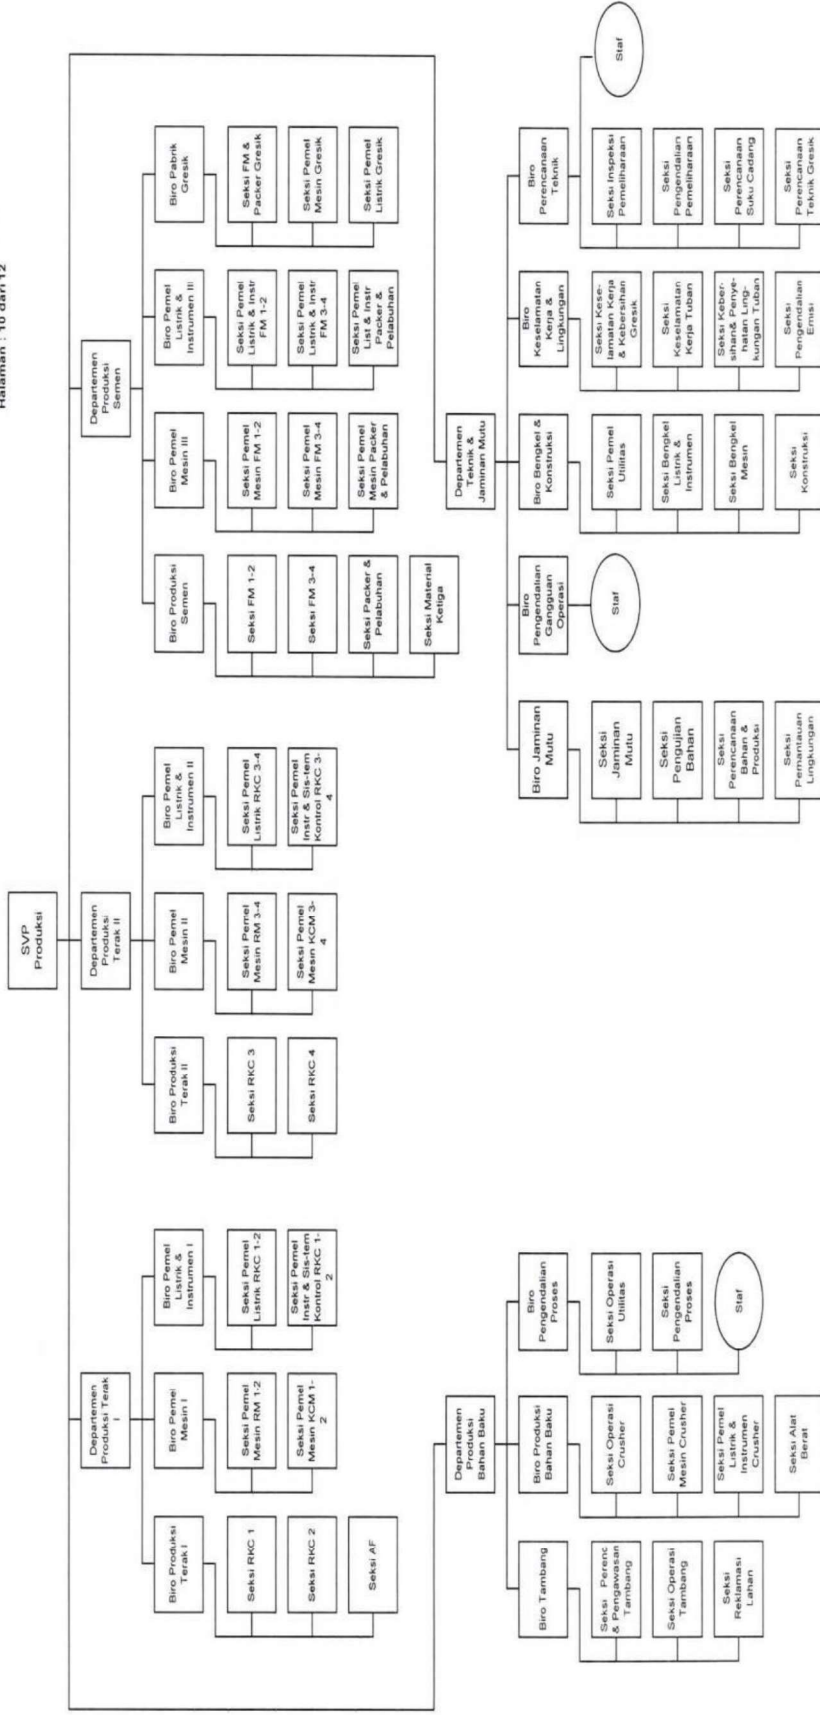 Halaman : 10 dari 12
SVP
Produksi
Departemen
Produksi Terak
I
Departemen
Produksi
Terak II
Departemen
Produksi
Semen
Biro Produksi
Terak I
Biro Pemel
Mesin I
Biro Pemel
Listrik &
Instrumen I
Biro Produksi
Terak II
Biro Pemel
Mesin II
Biro Pemel
Listrik &
Instrumen II
Biro Produksi
Semen
Biro Pemel
Mesin III
Biro Pemel
Listrik &
Instrumen III
Biro Pabrik
Gresik
Seksi RKC 1
Seksi Pemel
Mesin RM 1-2
Seksi Pemel
Listrik RKC 1-2
Seksi RKC 3
Seksi Pemel
Mesin RM 3-4
Seksi Pemel
Listrik RKC 3-4
Seksi FM 1-2
Seksi Pemel
Mesin FM 1-2
Seksi Pemel
Listrik & Instr
FM 1-2
Seksi FM &
Packer Gresik
Seksi RKC 2
Seksi Pemel
Mesin KCM 1-
2
Seksi Pemel
Instr & Sis-tem
Kontrol RKC 1-
2
Seksi RKC 4
Seksi Pemel
Mesin KCM 3-
4
Seksi Pemel
Instr & Sis-tem
Kontrol RKC 3-
4
Seksi FM 3-4
Seksi Pemel
Mesin FM 3-4
Seksi Pemel
Listrik & Instr
FM 3-4
Seksi Pemel
Mesin Gresik
Seksi AF
Seksi Packer &
Pelabuhan
Seksi Pemel
Mesin Packer
& Pelabuhan
Seksi Pemel
List & Instr
Packer &
Pelabuhan
Seksi Pemel
Listrik Gresik
Seksi Material
Ketiga
Departemen
Produksi
Bahan Baku
Departemen
Teknik &
Jaminan Mutu
Biro Tambang
Biro Produksi
Bahan Baku
Biro
Pengendalian
Proses
Biro Jaminan
Mutu
Biro
Pengendalian
Gangguan
Operasi
Biro Bengkel &
Konstruksi
Biro
Keselamatan
Kerja &
Lingkungan
Biro
Perencanaan
Teknik
Seksi Perenc
& Pengawasan
Tambang
Seksi Operasi
Crusher
Seksi Operasi
Utilitas
Seksi
Jaminan
Mutu
Staf
Seksi Pemel
Utilitas
Seksi Kese-
lamatan Kerja
& Kebersihan
Gresik
Seksi Inspeksi
Pemeliharaan
Staf
Seksi Operasi
Tambang
Seksi Pemel
Mesin Crusher
Seksi
Pengendalian
Proses
Seksi
Pengujian
Bahan
Seksi Bengkel
Listrik &
Instrumen
Seksi
Keselamatan
Kerja Tuban
Seksi
Pengendalian
Pemeliharaan
Seksi
Reklamasi
Lahan
Seksi Pemel
Listrik &
Instrumen
Crusher
Staf
Seksi
Perencanaan
Bahan &
Produksi
Seksi Bengkel
Mesin
Seksi Keber-
sihan& Penye-
hatan Ling-
kungan Tuban
Seksi
Perencanaan
Suku Cadang
Seksi Alat
Berat
Seksi
Pemantauan
Lingkungan
Seksi
Konstruksi
Seksi
Pengendalian
Emsi
Seksi
Perencanaan
Teknik Gresik